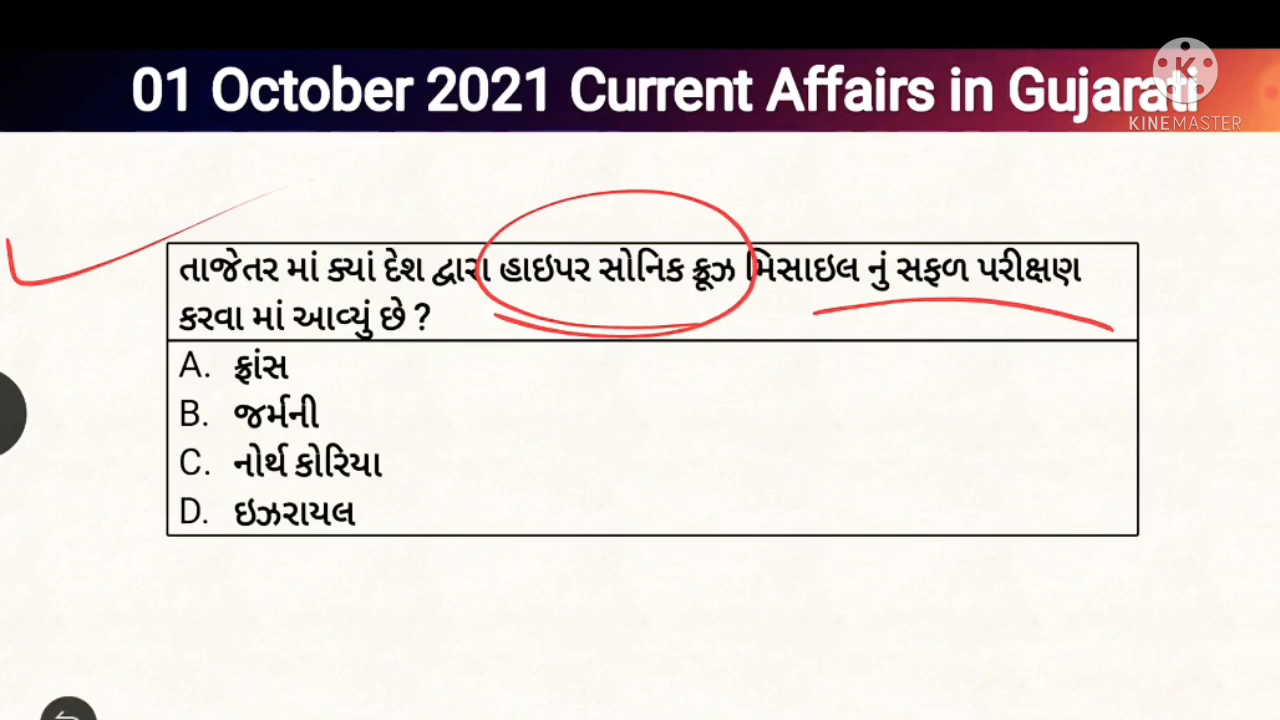 01 October 2021 Current Affairs in Gujarati
KINEMASTER
તાજેતર માં ક્યાં દેશ દ્વારા હાઇપર સોનિક ક્રૂઝ મિસાઇલ નું સફળ પરીક્ષણ
કરવા માં આવ્યું છે ?
A. ફ્રાંસ
B. જર્મની
C. નોર્થ કોરિયા
D. ઇઝરાયલ